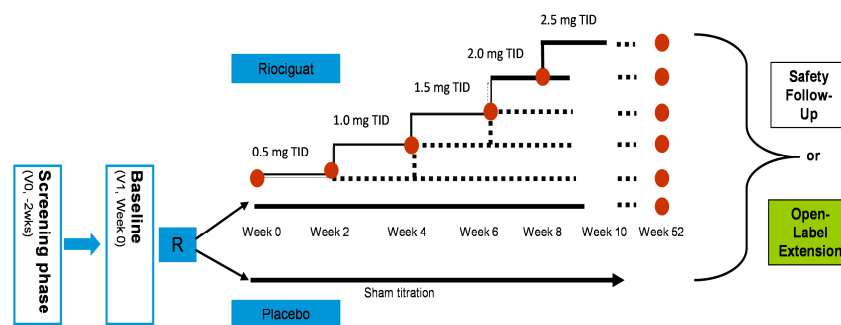 Screening phase
(V0, -2wks)
Baseline
(V1, Week 0)
R
Riociguat
0.5 mg TID
1.0 mg TID
1.5 mg TID
2.0 mg TID
2.5 mg TID
Week 0
Week 2
Week 4
Week 6
Week 8
Week 10
Week 52
Sham titration
Placebo
Safety
Follow-
Up
or
Open-
Label
Extension